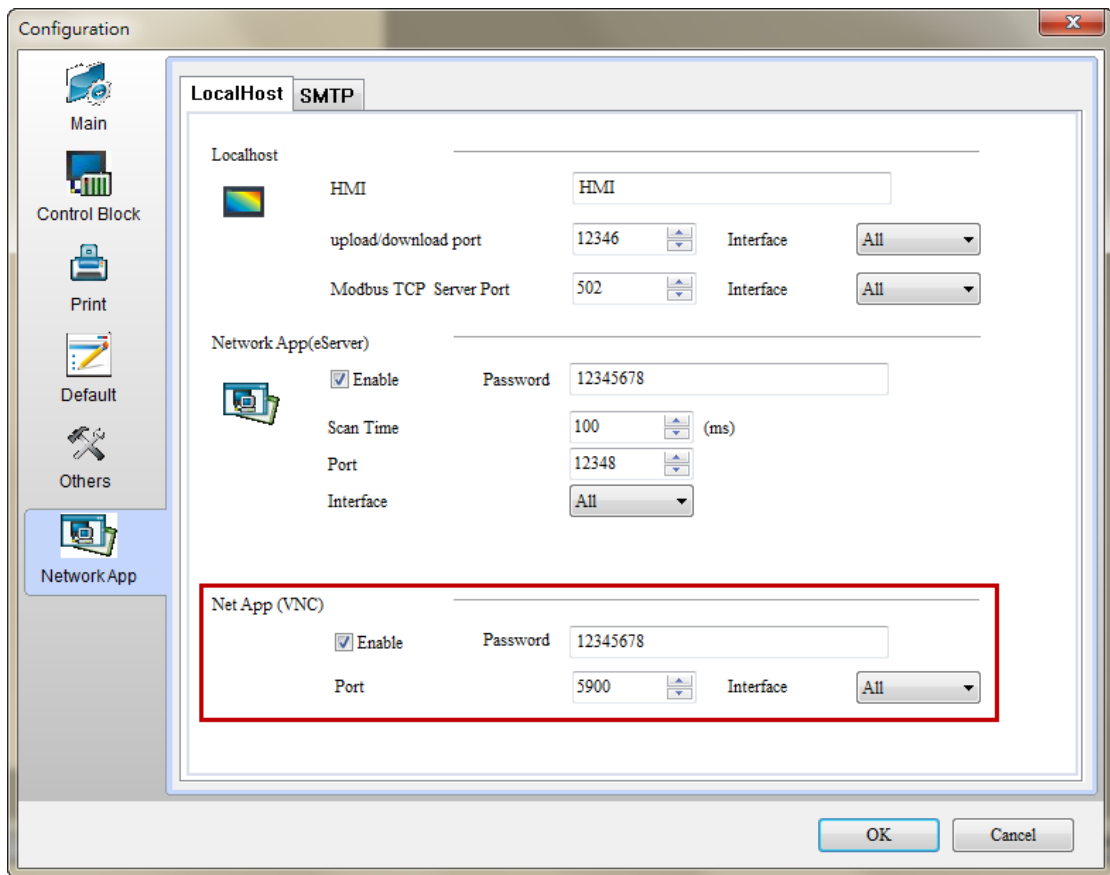 Configuration
Main
Control Block
Print
Default
Others
Network App
LocalHost SMTP
Localhost
HMI HMI
upload/download port 12346 Interface All
Modbus TCP Server Port 502 Interface All
Network App(eServer)
Enable Password 12345678
Scan Time 100 (ms)
Port 12348
Interface All
Net App (VNC)
Enable Password 12345678
Port 5900 Interface All
OK Cancel